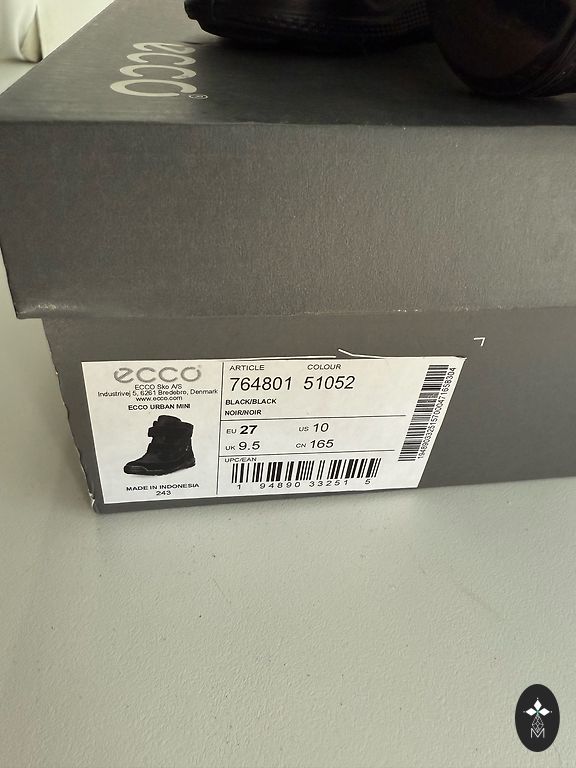 ecco®
ecco
ECCO Sko A/S
Industrivej 5, 6261 Bredebro, Denmark
www.ecco.com
ECCO URBAN MINI
MADE IN INDONESIA
243
ARTICLE COLOUR
764801 51052
BLACK/BLACK
NOIR/NOIR
EU 27 US 10
UK 9.5 CN 165
UPC/EAN
1 94890 33251 5
M